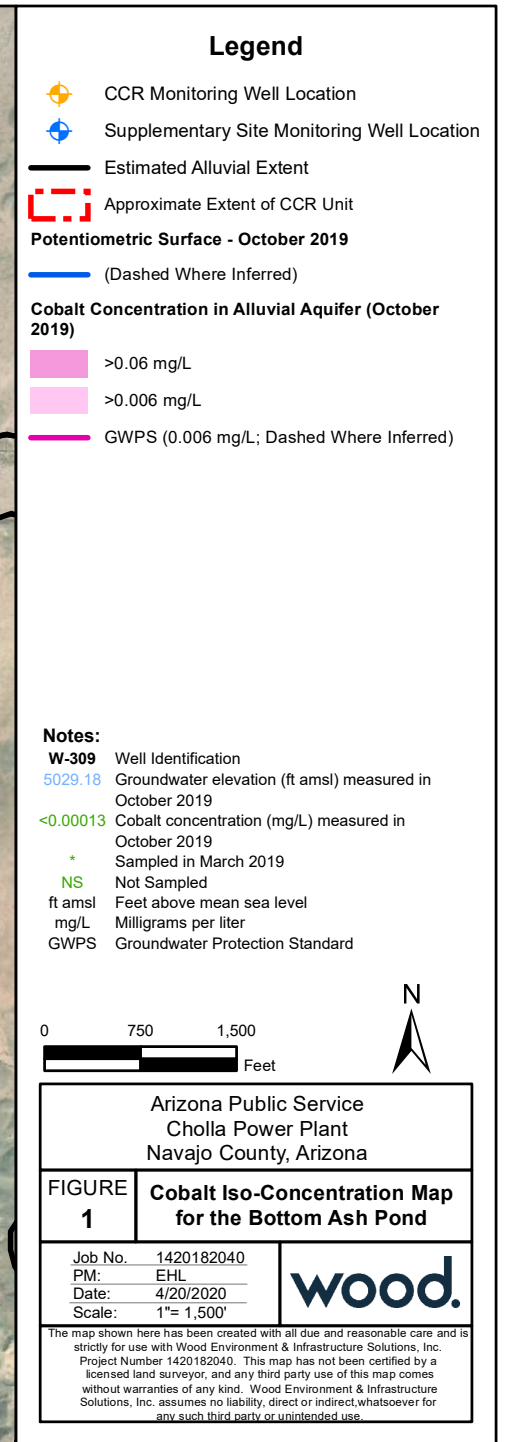 Legend
CCR Monitoring Well Location
Supplementary Site Monitoring Well Location
Estimated Alluvial Extent
Approximate Extent of CCR Unit
Potentiometric Surface - October 2019
(Dashed Where Inferred)
Cobalt Concentration in Alluvial Aquifer (October
2019)
>0.06 mg/L
>0.006 mg/L
GWPS (0.006 mg/L; Dashed Where Inferred)
Notes:
W-309 Well Identification
5029.18 Groundwater elevation (ft amsl) measured in
October 2019
<0.00013 Cobalt concentration (mg/L) measured in
October 2019
* Sampled in March 2019
NS Not Sampled
ft amsl Feet above mean sea level
mg/L Milligrams per liter
GWPS Groundwater Protection Standard
N
0 750 1,500
Feet
Arizona Public Service
Cholla Power Plant
Navajo County, Arizona
FIGURE
1
Cobalt Iso-Concentration Map
for the Bottom Ash Pond
Job No. 1420182040
PM: EHL
Date: 4/20/2020
Scale: 1"= 1,500'
wood.
The map shown here has been created with all due and reasonable care and is
strictly for use with Wood Environment & Infrastructure Solutions, Inc.
Project Number 1420182040. This map has not been certified by a
licensed land surveyor, and any third party use of this map comes
without warranties of any kind. Wood Environment & Infrastructure
Solutions, Inc. assumes no liability, direct or indirect,whatsoever for
any such third party or unintended use.